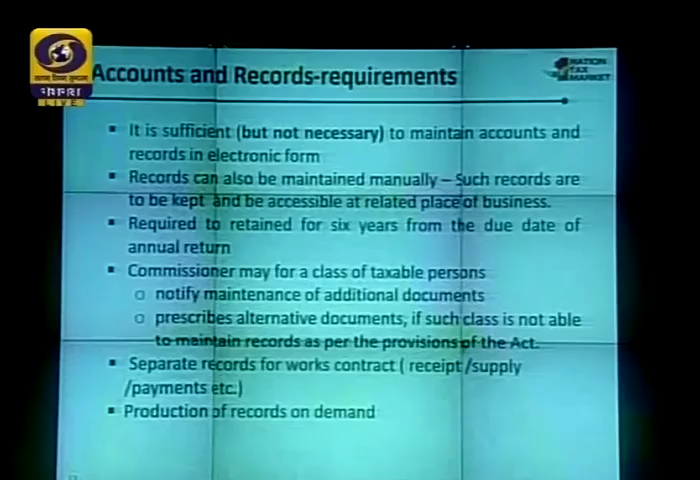 Accounts and Records-requirements
NATION
TAX
MARKET
LIVE
▪ It is sufficient (but not necessary) to maintain accounts and
records in electronic form
▪ Records can also be maintained manually – Such records are
to be kept and be accessible at related place of business.
▪ Required to retained for six years from the due date of
annual return
▪ Commissioner may for a class of taxable persons
o notify maintenance of additional documents
o prescribes alternative documents, if such class is not able
to maintain records as per the provisions of the Act.
▪ Separate records for works contract ( receipt /supply
/payments etc.)
▪ Production of records on demand